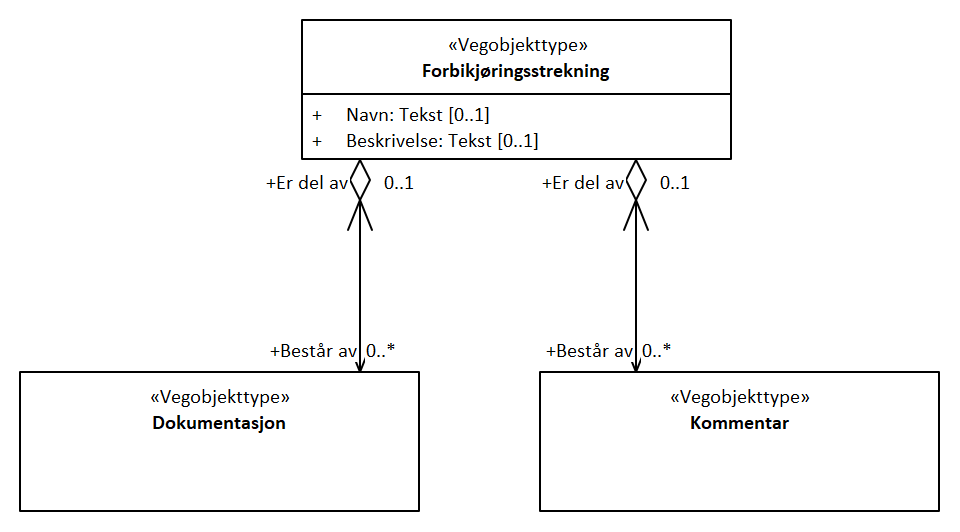 «Vegobjekttype»
Forbikjøringsstrekning
+ Navn: Tekst [0..1]
+ Beskrivelse: Tekst [0..1]
+Er del av 0..1
+Er del av 0..1
+Består av 0..*
+Består av 0..*
«Vegobjekttype»
Dokumentasjon
«Vegobjekttype»
Kommentar